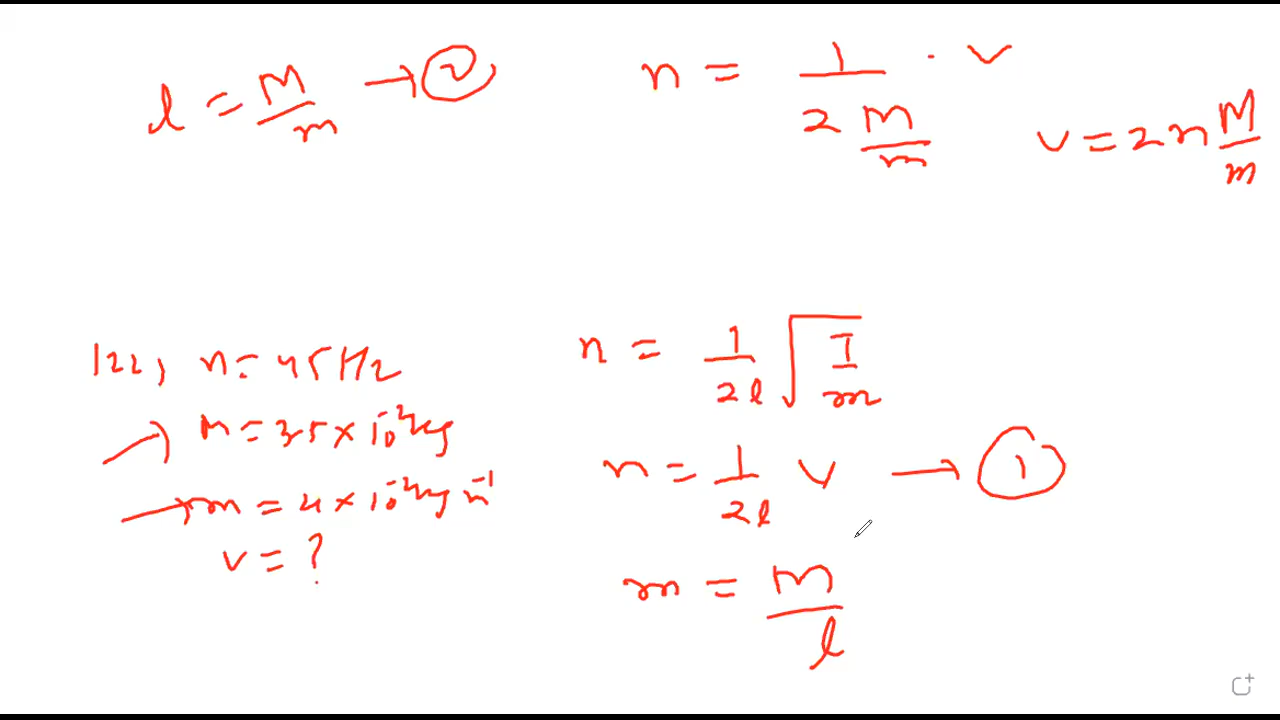 l = M/m → ②
n = 1/(2 M/m) · v
v = 2n M/m
122, n = 45 Hz
→ M = 35 × 10⁻³ kg
→ m = 4 × 10⁻² kg m⁻¹
v = ?
n = 1/2l √(T/m)
n = 1/2l v → ①
m = M/l